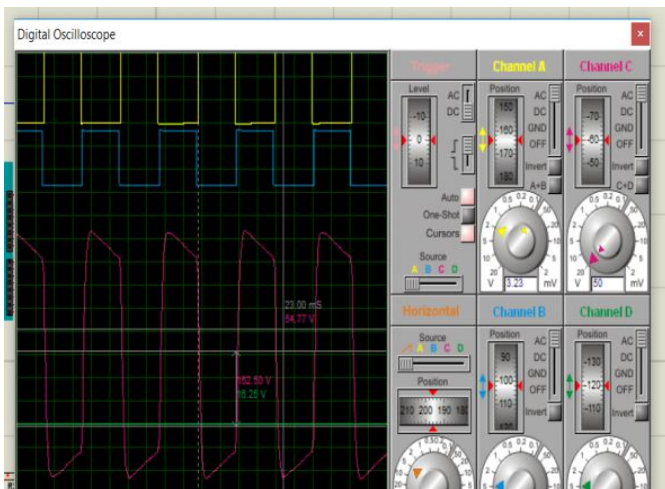 Digital Oscilloscope
Trigger
Level
-10
0
10
AC
DC
Auto
One-Shot
Cursors
Source
A B C D
Channel A
Position
150
160
170
180
AC
DC
GND
OFF
Invert
A+B
V 3.23 mV
Channel C
Position
-70
-50
AC
DC
GND
OFF
Invert
C+D
V 50 mV
23.00 mS
54.77 V
162.50 V
16.25 V
Horizontal
Source
A B C D
Position
210 200 190 180
Channel B
Position
90
100
110
AC
DC
GND
OFF
Invert
Channel D
Position
-130
-120
-110
AC
DC
GND
OFF
Invert